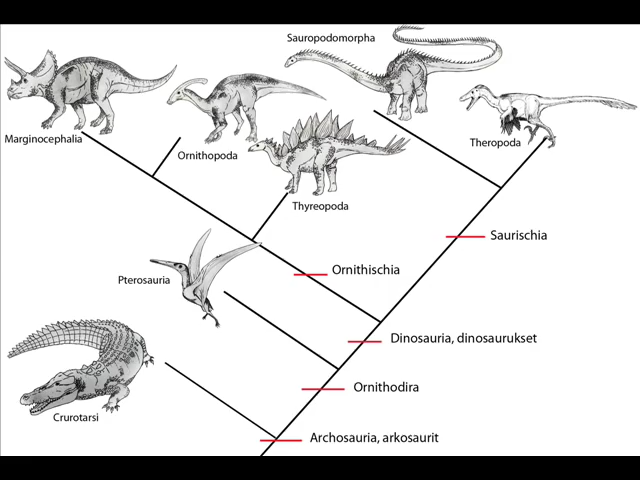 Sauropodomorpha
Marginocephalia
Ornithopoda
Theropoda
Thyreopoda
Saurischia
Ornithischia
Pterosauria
Dinosauria, dinosaurukset
Ornithodira
Crurotarsi
Archosauria, arkosaurit